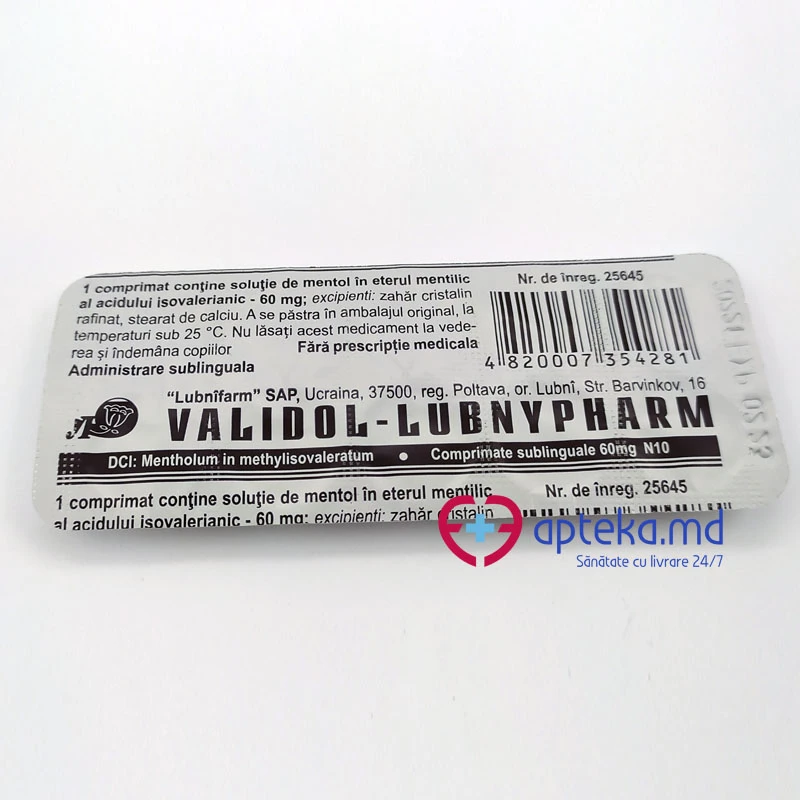 1 comprimat conţine soluţie de mentol în eterul mentilic
al acidului isovalerianic - 60 mg; excipienti: zahăr cristalin
rafinat, stearat de calciu. A se păstra în ambalajul original, la
temperaturi sub 25 °C. Nu lăsaţi acest medicament la vede-
rea şi îndemâna copiilor
Fără prescripţie medicala
Administrare sublinguala
Nr. de înreg. 25645
4 820007 354281
"Lubnîfarm" SAP, Ucraina, 37500, reg. Poltava, or. Lubnî, Str. Barvinkov, 16
VALIDOL-LUBNYPHARM
DCI: Mentholum in methylisovaleratum • Comprimate sublinguale 60mg N10
1 comprimat conţine soluţie de mentol în eterul mentilic
al acidului isovalerianic - 60 mg; excipienti: zahăr cristalin
Nr. de înreg. 25645
apteka.md
Sănătate cu livrare 24/7